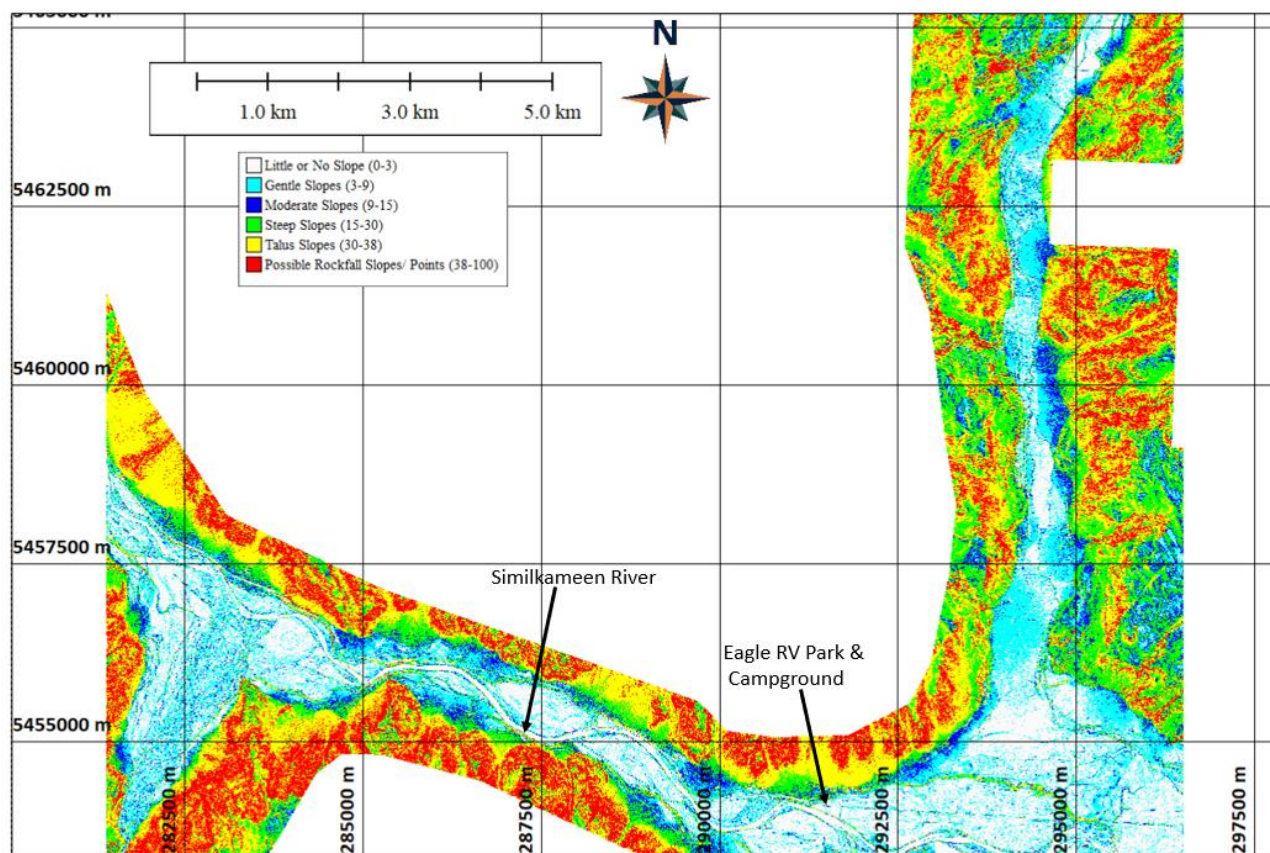 N
1.0 km 3.0 km 5.0 km
Little or No Slope (0-3)
Gentle Slopes (3-9)
Moderate Slopes (9-15)
Steep Slopes (15-30)
Talus Slopes (30-38)
Possible Rockfall Slopes/ Points (38-100)
5462500 m
5460000 m
5457500 m
Similkameen River
Eagle RV Park &
Campground
5455000 m
282500 m
285000 m
287500 m
290000 m
292500 m
295000 m
297500 m